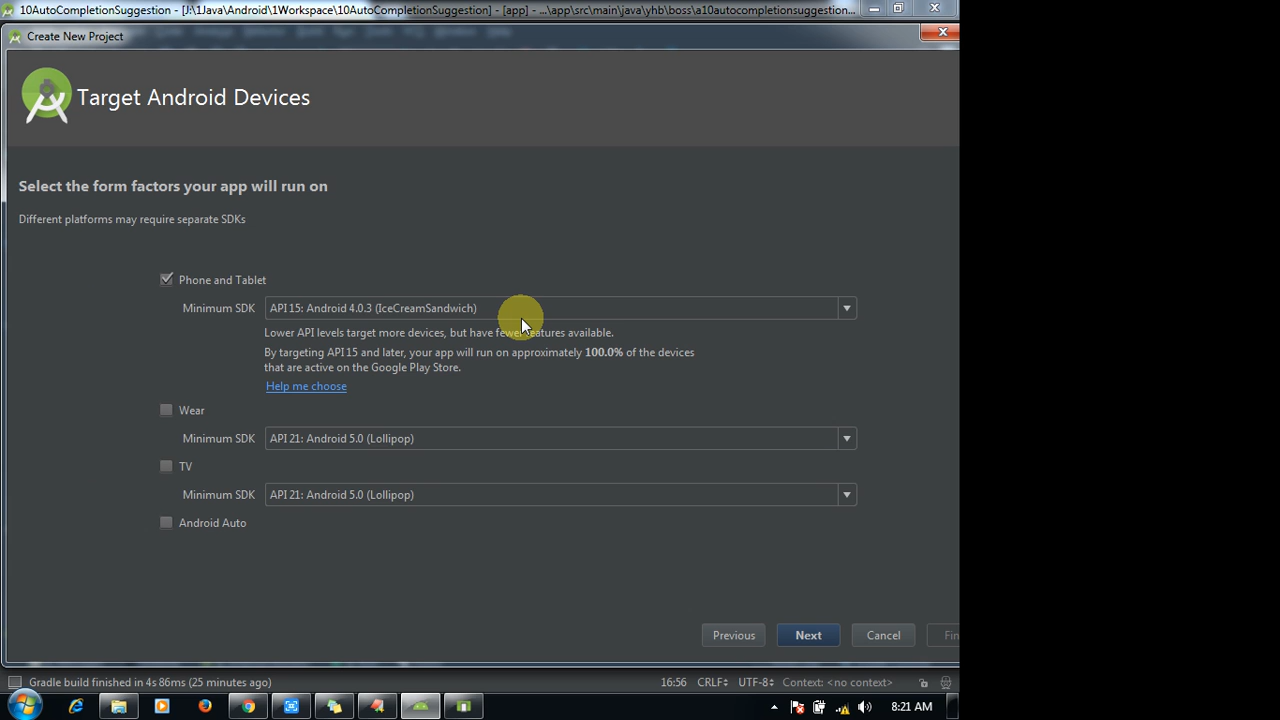 10AutoCompletionSuggestion - [J:\1Java\Android\1Workspace\10AutoCompletionSuggestion] - [app] - ...\app\src\main\java\yhb\boss\a10autocompletionsuggestion...
Create New Project
Target Android Devices
Select the form factors your app will run on
Different platforms may require separate SDKs
Phone and Tablet
Minimum SDK API 15: Android 4.0.3 (IceCreamSandwich)
Lower API levels target more devices, but have fewer features available.
By targeting API 15 and later, your app will run on approximately 100.0% of the devices
that are active on the Google Play Store.
Help me choose
Wear
Minimum SDK API 21: Android 5.0 (Lollipop)
TV
Minimum SDK API 21: Android 5.0 (Lollipop)
Android Auto
Previous Next Cancel Fin
Gradle build finished in 4s 86ms (25 minutes ago) 16:56 CRLF UTF-8 Context: <no context>
8:21 AM